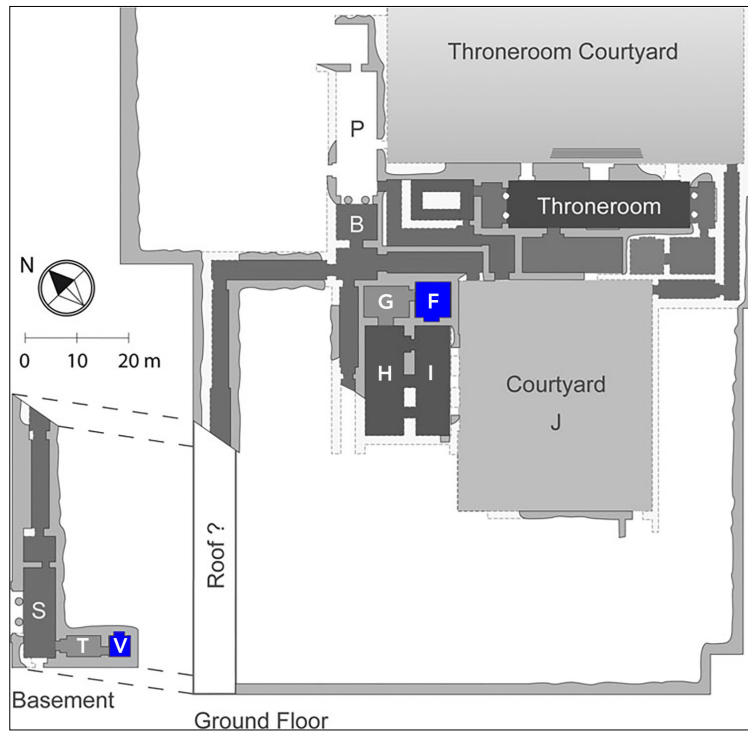 Throneroom Courtyard
P
Throneroom
B
N
G
F
0
10
20 m
H
I
Courtyard
J
Roof ?
S
T
V
Basement
Ground Floor